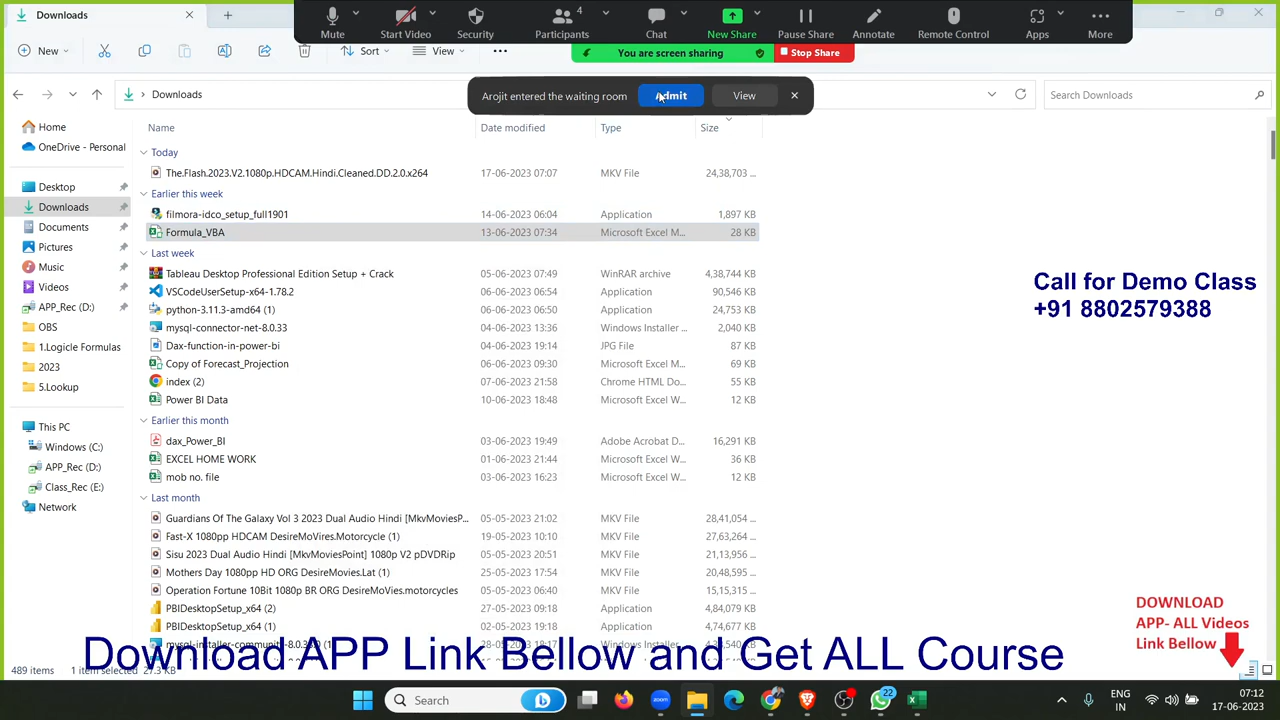 Downloads
Mute
Start Video
Security
4
Participants
Chat
New Share
Pause Share
Annotate
Remote Control
Apps
More
New
Sort
View
You are screen sharing
Stop Share
Downloads
Arojit entered the waiting room
Admit
View
Search Downloads
Name
Date modified
Type
Size
Home
OneDrive - Personal
Desktop
Downloads
Documents
Pictures
Music
Videos
APP_Rec (D:)
OBS
1.Logicle Formulas
2023
5.Lookup
This PC
Windows (C:)
APP_Rec (D:)
Class_Rec (E:)
Network
Today
The.Flash.2023.V2.1080p.HDCAM.Hindi.Cleaned.DD.2.0.x264 17-06-2023 07:07 MKV File 24,38,703 ...
Earlier this week
filmora-idco_setup_full1901 14-06-2023 06:04 Application 1,897 KB
Formula_VBA 13-06-2023 07:34 Microsoft Excel M... 28 KB
Last week
Tableau Desktop Professional Edition Setup + Crack 05-06-2023 07:49 WinRAR archive 4,38,744 KB
VSCodeUserSetup-x64-1.78.2 06-06-2023 06:54 Application 90,546 KB
python-3.11.3-amd64 (1) 06-06-2023 06:50 Application 24,753 KB
mysql-connector-net-8.0.33 04-06-2023 13:36 Windows Installer ... 2,040 KB
Dax-function-in-power-bi 04-06-2023 19:14 JPG File 87 KB
Copy of Forecast_Projection 06-06-2023 09:30 Microsoft Excel M... 69 KB
index (2) 07-06-2023 21:58 Chrome HTML Do... 55 KB
Power BI Data 10-06-2023 18:48 Microsoft Excel W... 12 KB
Earlier this month
dax_Power_BI 03-06-2023 19:49 Adobe Acrobat D... 16,291 KB
EXCEL HOME WORK 01-06-2023 21:44 Microsoft Excel W... 36 KB
mob no. file 03-06-2023 16:23 Microsoft Excel W... 12 KB
Last month
Guardians Of The Galaxy Vol 3 2023 Dual Audio Hindi [MkvMoviesP... 05-05-2023 21:02 MKV File 28,41,054 ...
Fast-X 1080pp HDCAM DesireMoVires.Motorcycle (1) 19-05-2023 10:10 MKV File 27,63,264 ...
Sisu 2023 Dual Audio Hindi [MkvMoviesPoint] 1080p V2 pDVDRip 05-05-2023 20:51 MKV File 21,13,956 ...
Mothers Day 1080pp HD ORG DesireMovies.Lat (1) 25-05-2023 17:54 MKV File 20,48,595 ...
Operation Fortune 10Bit 1080p BR ORG DesireMoVies.motorcycles 05-05-2023 06:40 MKV File 15,15,315 ...
PBIDesktopSetup_x64 (2) 27-05-2023 09:18 Application 4,84,079 KB
PBIDesktopSetup_x64 (1) 02-05-2023 19:18 Application 4,74,677 KB
Call for Demo Class
+91 8802579388
DOWNLOAD
APP- ALL Videos
Link Bellow
Download APP Link Bellow and Get ALL Course
489 items
1 item selected 27.3 KB
Search
22
ENG
IN
07:12
17-06-2023